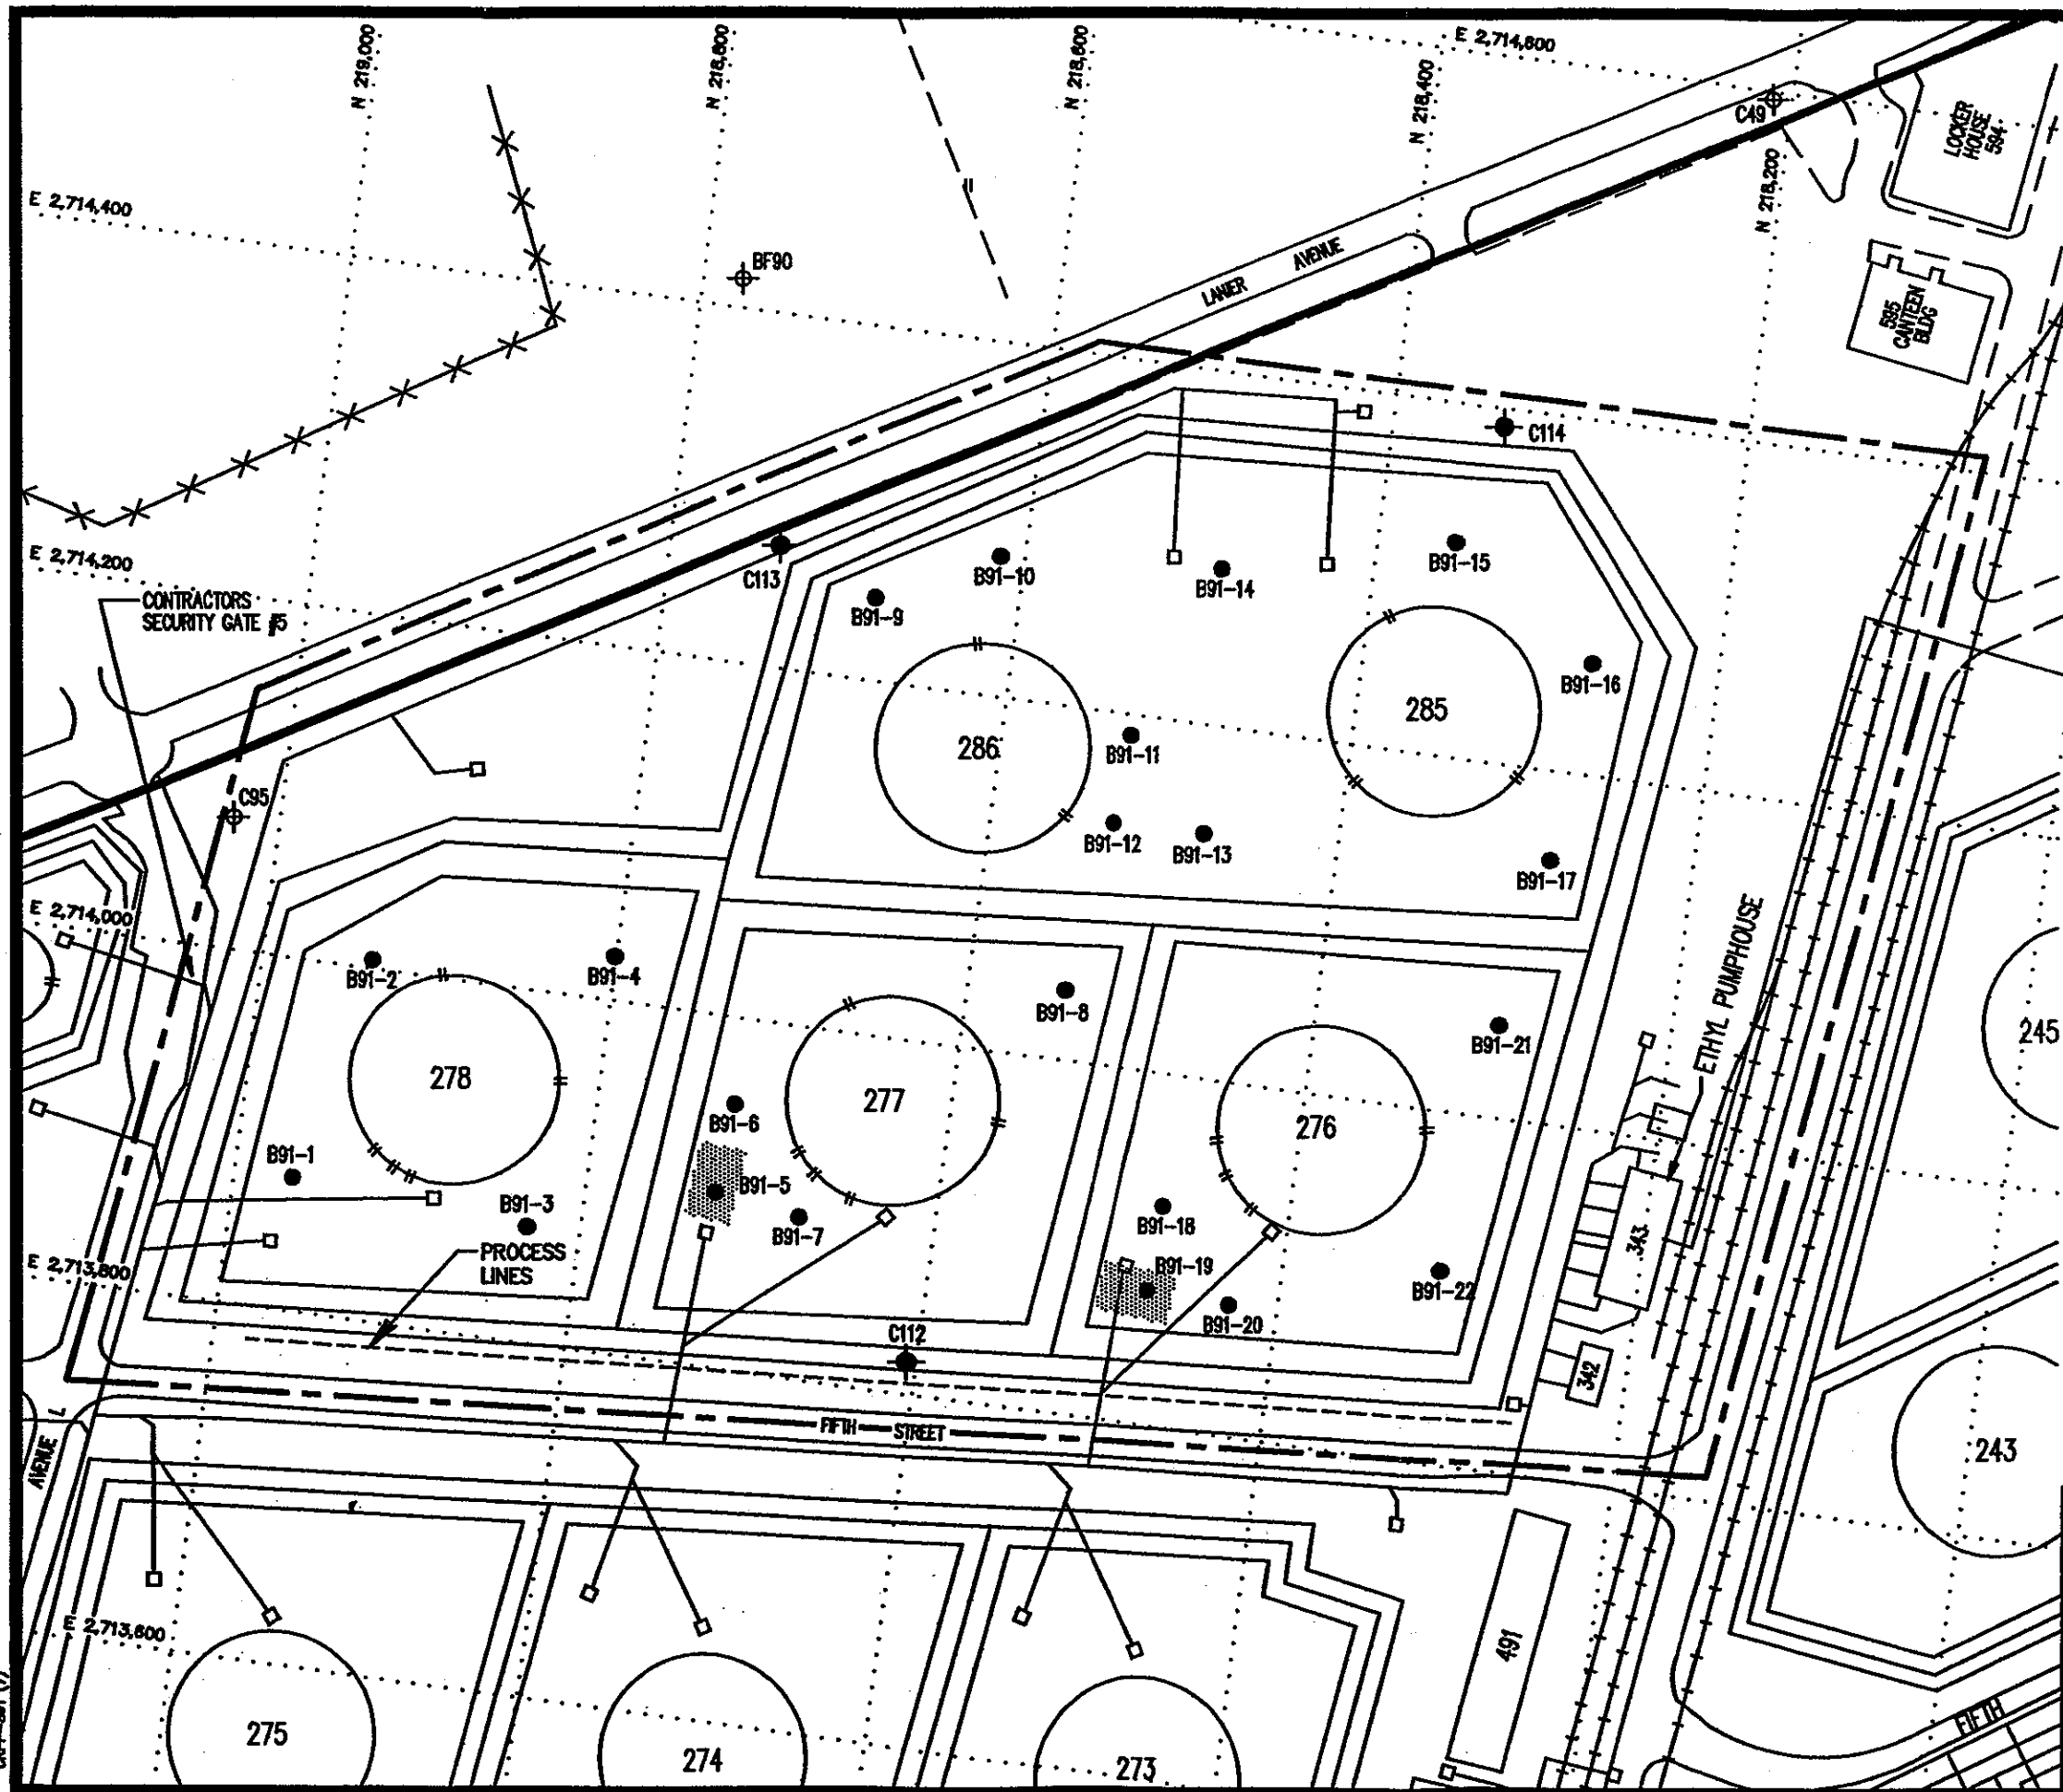 N 219,000
N 218,800
N 218,600
N 218,400
E 2,714,600
C49
N 218,200
LOCKER
HOUSE
594
E 2,714,400
BF90
LANIER AVENUE
595
CANTEEN
BLDG
C114
E 2,714,200
CONTRACTORS
SECURITY GATE #5
C113
B91-10
B91-9
B91-14
B91-15
B91-16
285
286
B91-11
C95
B91-12
B91-13
B91-17
E 2,714,000
B91-2
B91-4
B91-8
B91-21
ETHYL PUMPHOUSE
245
278
277
276
B91-6
B91-1
B91-5
B91-3
B91-7
B91-18
B91-19
B91-20
B91-22
343
E 2,713,800
PROCESS
LINES
C112
342
FIFTH STREET
AVENUE L
243
E 2,713,600
491
275
274
273
FIFTH